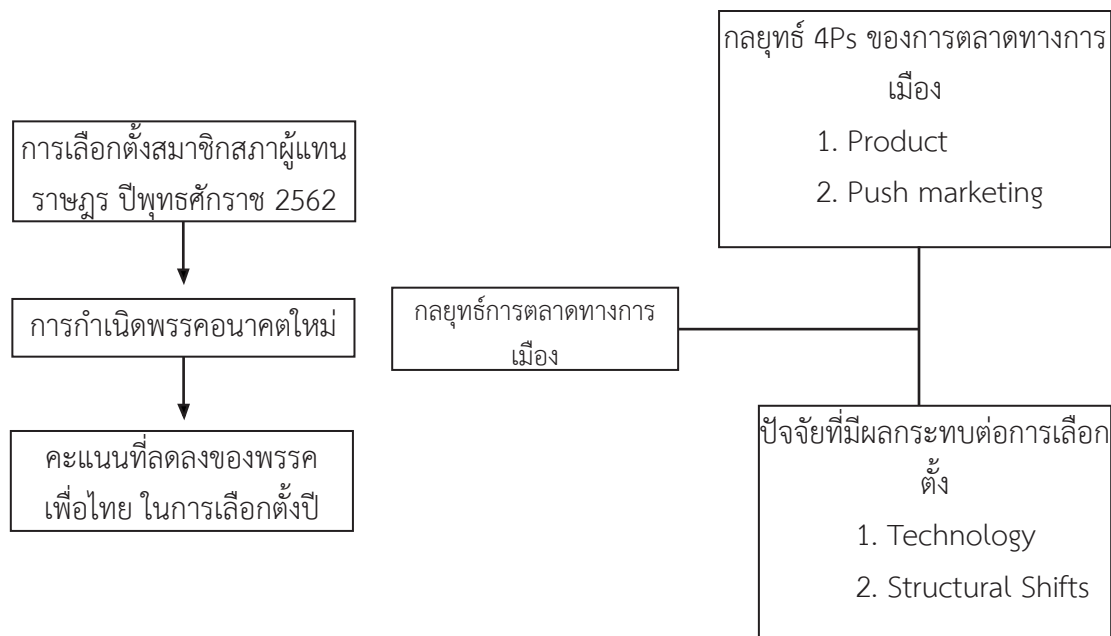 การเลือกตั้งสมาชิกสภาผู้แทน
ราษฎร ปีพุทธศักราช 2562
การกำเนิดพรรคอนาคตใหม่
คะแนนที่ลดลงของพรรค
เพื่อไทย ในการเลือกตั้งปี
กลยุทธ์การตลาดทางการ
เมือง
กลยุทธ์ 4Ps ของการตลาดทางการ
เมือง
1. Product
2. Push marketing
ปัจจัยที่มีผลกระทบต่อการเลือก
ตั้ง
1. Technology
2. Structural Shifts